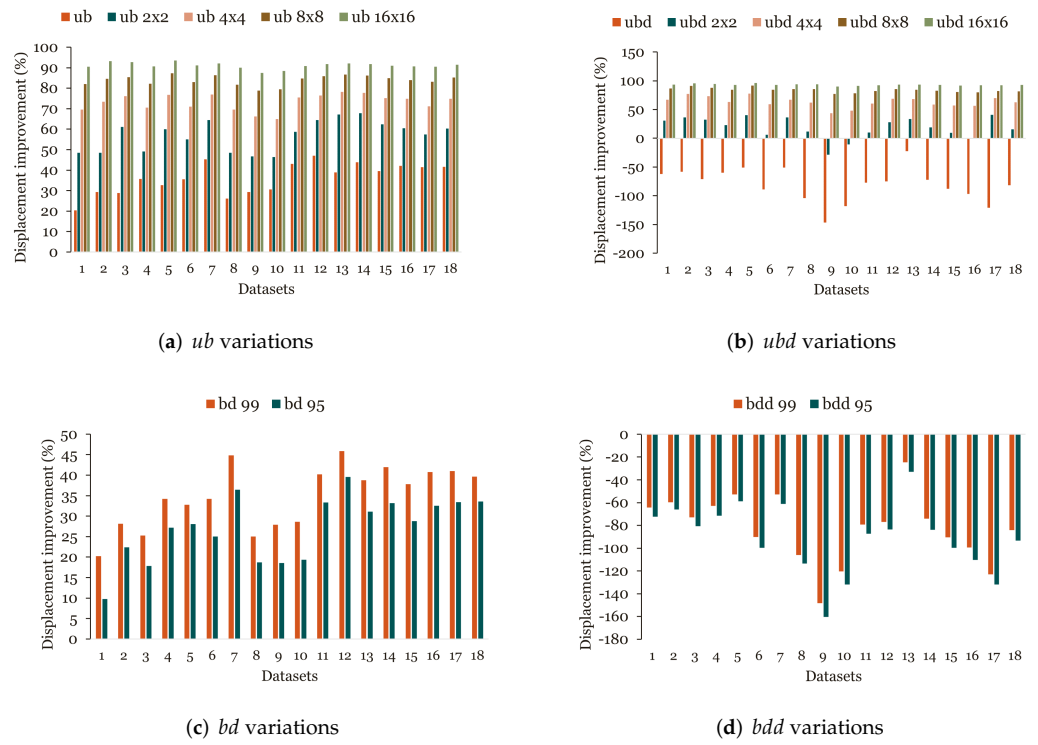 ub ub 2x2 ub 4x4 ub 8x8 ub 16x16
Displacement improvement (%)
100
90
80
70
60
50
40
30
20
10
0
1 2 3 4 5 6 7 8 9 10 11 12 13 14 15 16 17 18
Datasets
(a) ub variations
ubd ubd 2x2 ubd 4x4 ubd 8x8 ubd 16x16
Displacement improvement (%)
150
100
50
0
-50
-100
-150
-200
1 2 3 4 5 6 7 8 9 10 11 12 13 14 15 16 17 18
Datasets
(b) ubd variations
bd 99 bd 95
Displacement improvement (%)
50
45
40
35
30
25
20
15
10
5
0
1 2 3 4 5 6 7 8 9 10 11 12 13 14 15 16 17 18
Datasets
(c) bd variations
bdd 99 bdd 95
Displacement improvement (%)
0
-20
-40
-60
-80
-100
-120
-140
-160
-180
1 2 3 4 5 6 7 8 9 10 11 12 13 14 15 16 17 18
Datasets
(d) bdd variations